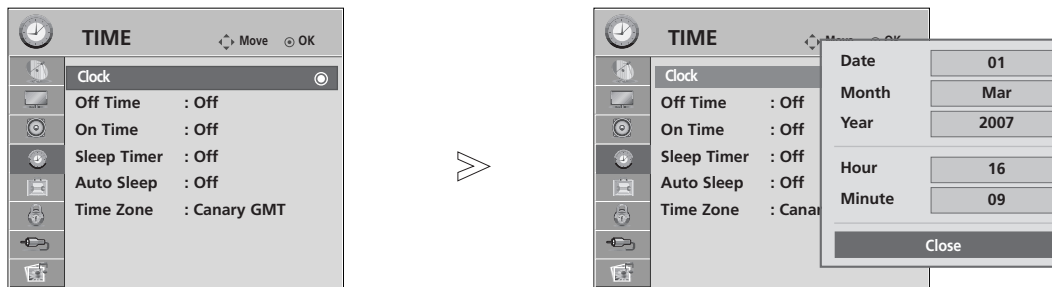 TIME Move OK
Clock
Off Time : Off
On Time : Off
Sleep Timer : Off
Auto Sleep : Off
Time Zone : Canary GMT
>
TIME
Clock
Off Time : Off
On Time : Off
Sleep Timer : Off
Auto Sleep : Off
Time Zone : Canar
Date 01
Month Mar
Year 2007
Hour 16
Minute 09
Close